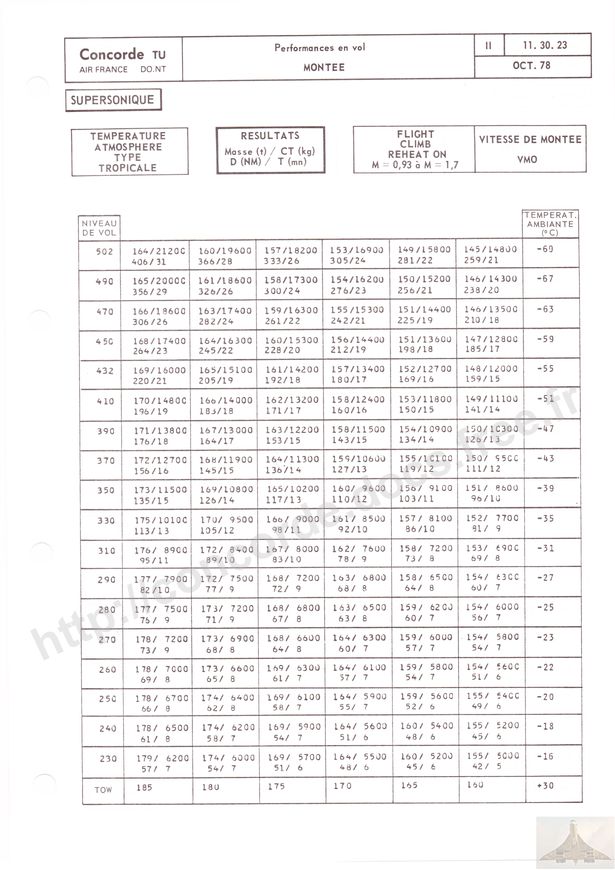 Concorde TU
AIR FRANCE DO.NT
Performances en vol
MONTEE
II
11. 30. 23
OCT. 78
SUPERSONIQUE
TEMPERATURE
ATMOSPHERE
TYPE
TROPICALE
RESULTATS
Masse (t) / CT (kg)
D (NM) / T (mn)
FLIGHT
CLIMB
REHEAT ON
M = 0,93 à M = 1,7
VITESSE DE MONTEE
VMO
NIVEAU
DE VOL
TEMPERAT.
AMBIANTE
(°C)
502 164/21200 160/19600 157/18200 153/16900 149/15800 145/14800 -69
406/31 366/28 333/26 305/24 281/22 259/21
490 165/20000 161/18600 158/17300 154/16200 150/15200 146/14300 -67
356/29 326/26 300/24 276/23 256/21 238/20
470 166/18600 163/17400 159/16300 155/15300 151/14400 146/13500 -63
306/26 282/24 261/22 242/21 225/19 210/18
450 168/17400 164/16300 160/15300 156/14400 151/13600 147/12800 -59
264/23 245/22 228/20 212/19 198/18 185/17
432 169/16000 165/15100 161/14200 157/13400 152/12700 148/12000 -55
220/21 205/19 192/18 180/17 169/16 159/15
410 170/14800 166/14000 162/13200 158/12400 153/11800 149/11100 -51
196/19 183/18 171/17 160/16 150/15 141/14
390 171/13800 167/13000 163/12200 158/11500 154/10900 150/10300 -47
176/18 164/17 153/15 143/15 134/14 126/13
370 172/12700 168/11900 164/11300 159/10600 155/10100 150/ 9500 -43
156/16 145/15 136/14 127/13 119/12 111/12
350 173/11500 169/10800 165/10200 160/ 9600 156/ 9100 151/ 8600 -39
135/15 126/14 117/13 110/12 103/11 96/10
330 175/10100 170/ 9500 166/ 9000 161/ 8500 157/ 8100 152/ 7700 -35
113/13 105/12 98/11 92/10 86/10 81/ 9
310 176/ 8900 172/ 8400 167/ 8000 162/ 7600 158/ 7200 153/ 6900 -31
95/11 89/10 83/10 78/ 9 73/ 8 69/ 8
290 177/ 7900 172/ 7500 168/ 7200 163/ 6800 158/ 6500 154/ 6300 -27
82/10 77/ 9 72/ 9 68/ 8 64/ 8 60/ 7
280 177/ 7500 173/ 7200 168/ 6800 163/ 6500 159/ 6200 154/ 6000 -25
76/ 9 71/ 9 67/ 8 63/ 8 60/ 7 56/ 7
270 178/ 7200 173/ 6900 168/ 6600 164/ 6300 159/ 6000 154/ 5800 -23
73/ 9 68/ 8 64/ 8 60/ 7 57/ 7 54/ 7
260 178/ 7000 173/ 6600 169/ 6300 164/ 6100 159/ 5800 154/ 5600 -22
69/ 8 65/ 8 61/ 7 57/ 7 54/ 7 51/ 6
250 178/ 6700 174/ 6400 169/ 6100 164/ 5900 159/ 5600 155/ 5400 -20
66/ 8 62/ 8 58/ 7 55/ 7 52/ 6 49/ 6
240 178/ 6500 174/ 6200 169/ 5900 164/ 5600 160/ 5400 155/ 5200 -18
61/ 8 58/ 7 54/ 7 51/ 6 48/ 6 45/ 6
230 179/ 6200 174/ 6000 169/ 5700 164/ 5500 160/ 5200 155/ 5000 -16
57/ 7 54/ 7 51/ 6 48/ 6 45/ 6 42/ 5
TOW 185 180 175 170 165 160 +30
http://concorde.docs.free.fr